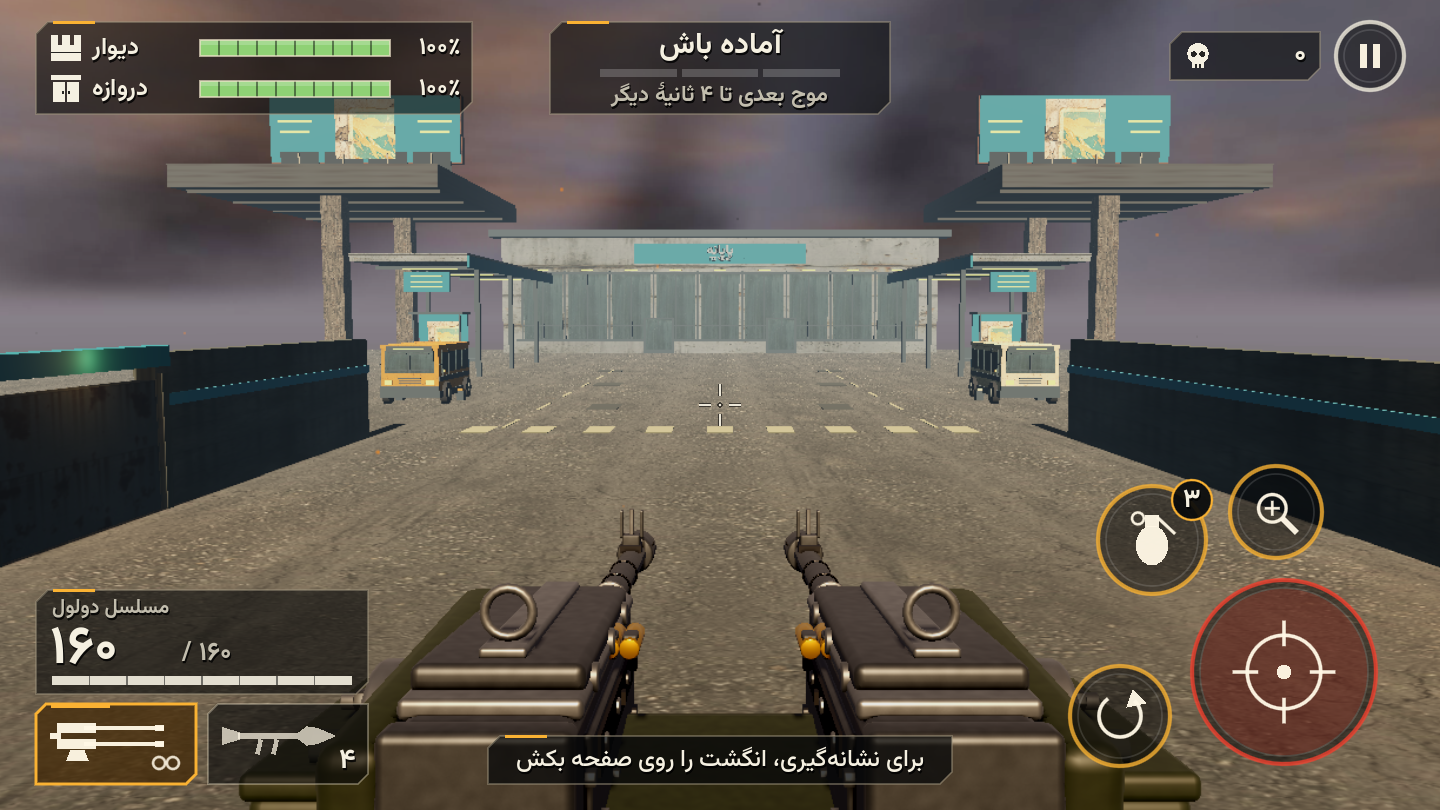 دیوار ۱۰۰٪
دروازه ۱۰۰٪
آماده باش
موج بعدی تا ۴ ثانیهٔ دیگر
۰
پایانه
۳
مسلسل دولول
۱۶۰ / ۱۶۰
∞
۴
برای نشانه‌گیری، انگشت را روی صفحه بکش